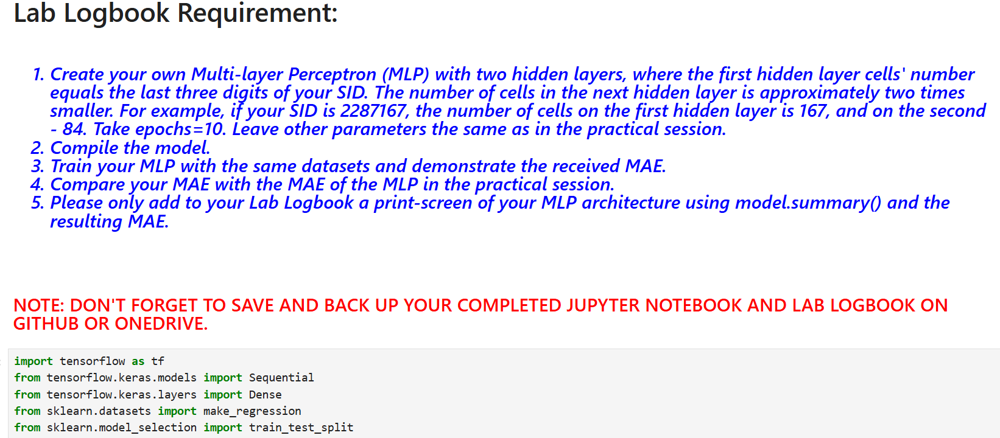 Lab Logbook Requirement:
1. Create your own Multi-layer Perceptron (MLP) with two hidden layers, where the first hidden layer cells' number
equals the last three digits of your SID. The number of cells in the next hidden layer is approximately two times
smaller. For example, if your SID is 2287167, the number of cells on the first hidden layer is 167, and on the second
- 84. Take epochs=10. Leave other parameters the same as in the practical session.
2. Compile the model.
3. Train your MLP with the same datasets and demonstrate the received MAE.
4. Compare your MAE with the MAE of the MLP in the practical session.
5. Please only add to your Lab Logbook a print-screen of your MLP architecture using model.summary() and the
resulting MAE.
NOTE: DON'T FORGET TO SAVE AND BACK UP YOUR COMPLETED JUPYTER NOTEBOOK AND LAB LOGBOOK ON
GITHUB OR ONEDRIVE.
import tensorflow as tf
from tensorflow.keras.models import Sequential
from tensorflow.keras.layers import Dense
from sklearn.datasets import make_regression
from sklearn.model_selection import train_test_split